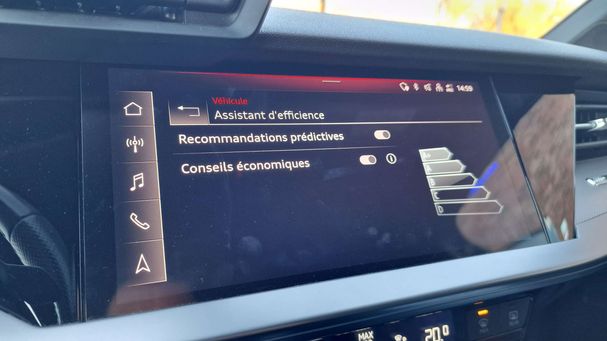 14:59
Véhicule
Assistant d'efficience
Recommandations prédictives
Conseils économiques
A+
A
B
C
D
MAX
20.0